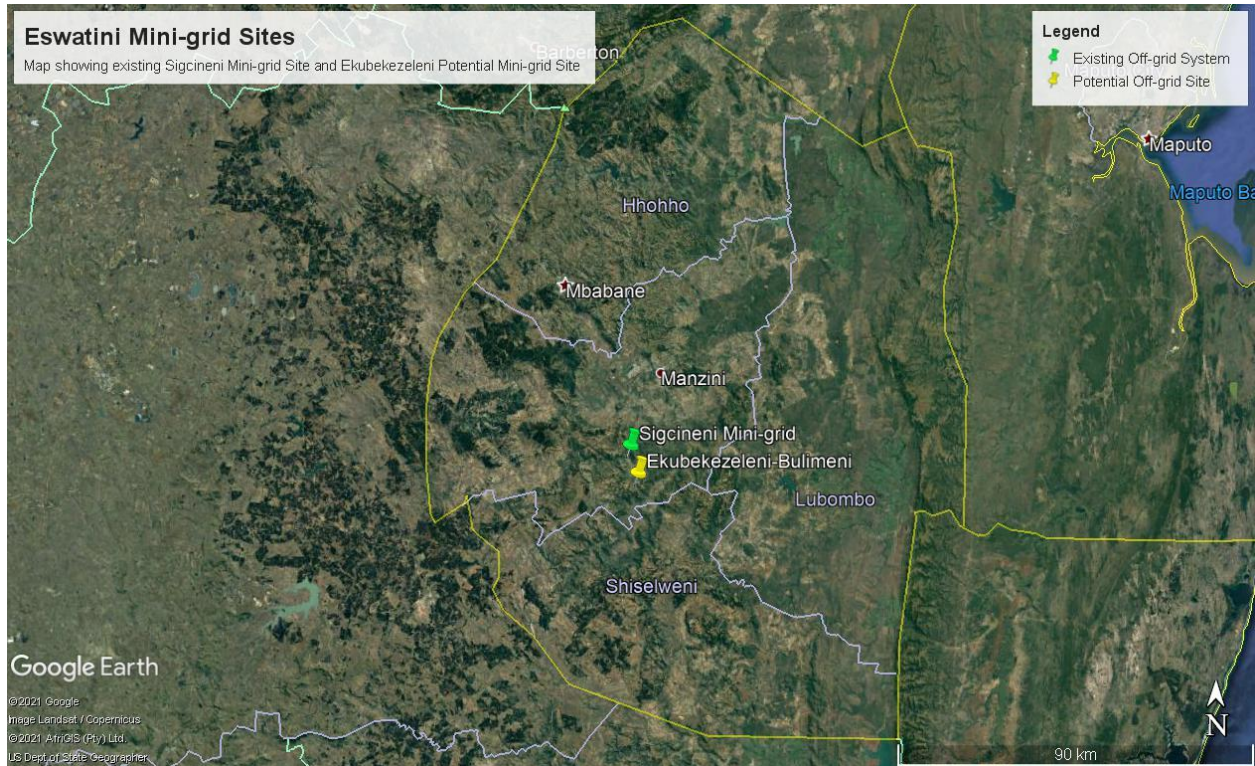 Eswatini Mini-grid Sites
Map showing existing Sigcineni Mini-grid Site and Ekubekezeleni Potential Mini-grid Site
Barberton
Legend
Existing Off-grid System
Potential Off-grid Site
Maputo
Maputo Ba
Hhohho
Mbabane
Manzini
Sigcineni Mini-grid
Ekubekezeleni-Bulimeni
Lubombo
Shiselweni
Google Earth
©2021 Google
Image Landsat / Copernicus
©2021 AfriGIS (Pty) Ltd.
US Dept of State Geographer
N
90 km